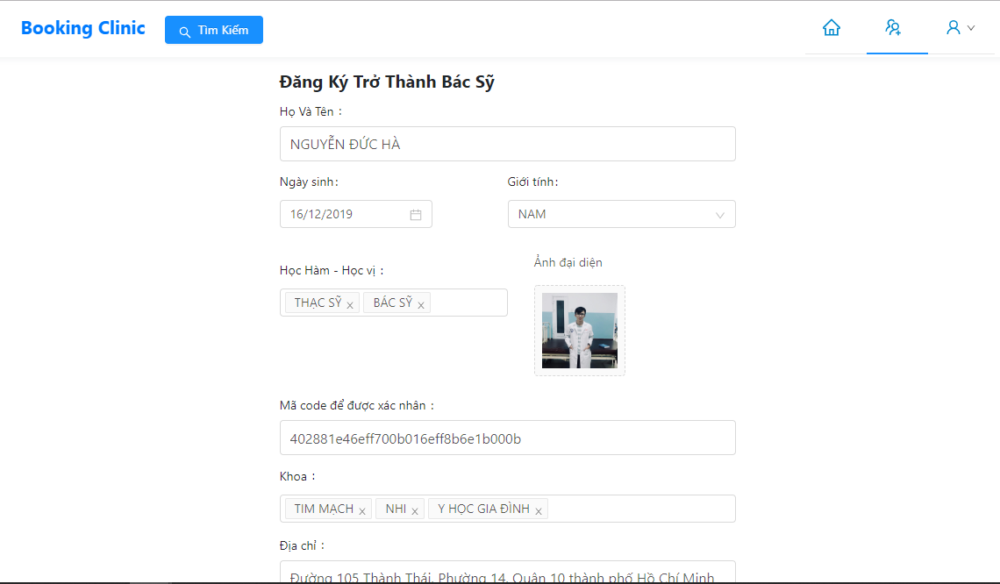 Booking Clinic
Tìm Kiếm
Đăng Ký Trở Thành Bác Sỹ
Họ Và Tên :
NGUYỄN ĐỨC HÀ
Ngày sinh: Giới tính:
16/12/2019 NAM
Ảnh đại diện
Học Hàm - Học vị :
THẠC SỸ x BÁC SỸ x
Mã code để được xác nhân :
402881e46eff700b016eff8b6e1b000b
Khoa :
TIM MẠCH x NHI x Y HỌC GIA ĐÌNH x
Địa chỉ :
Đường 105 Thành Thái, Phường 14, Quận 10 thành phố Hồ Chí Minh